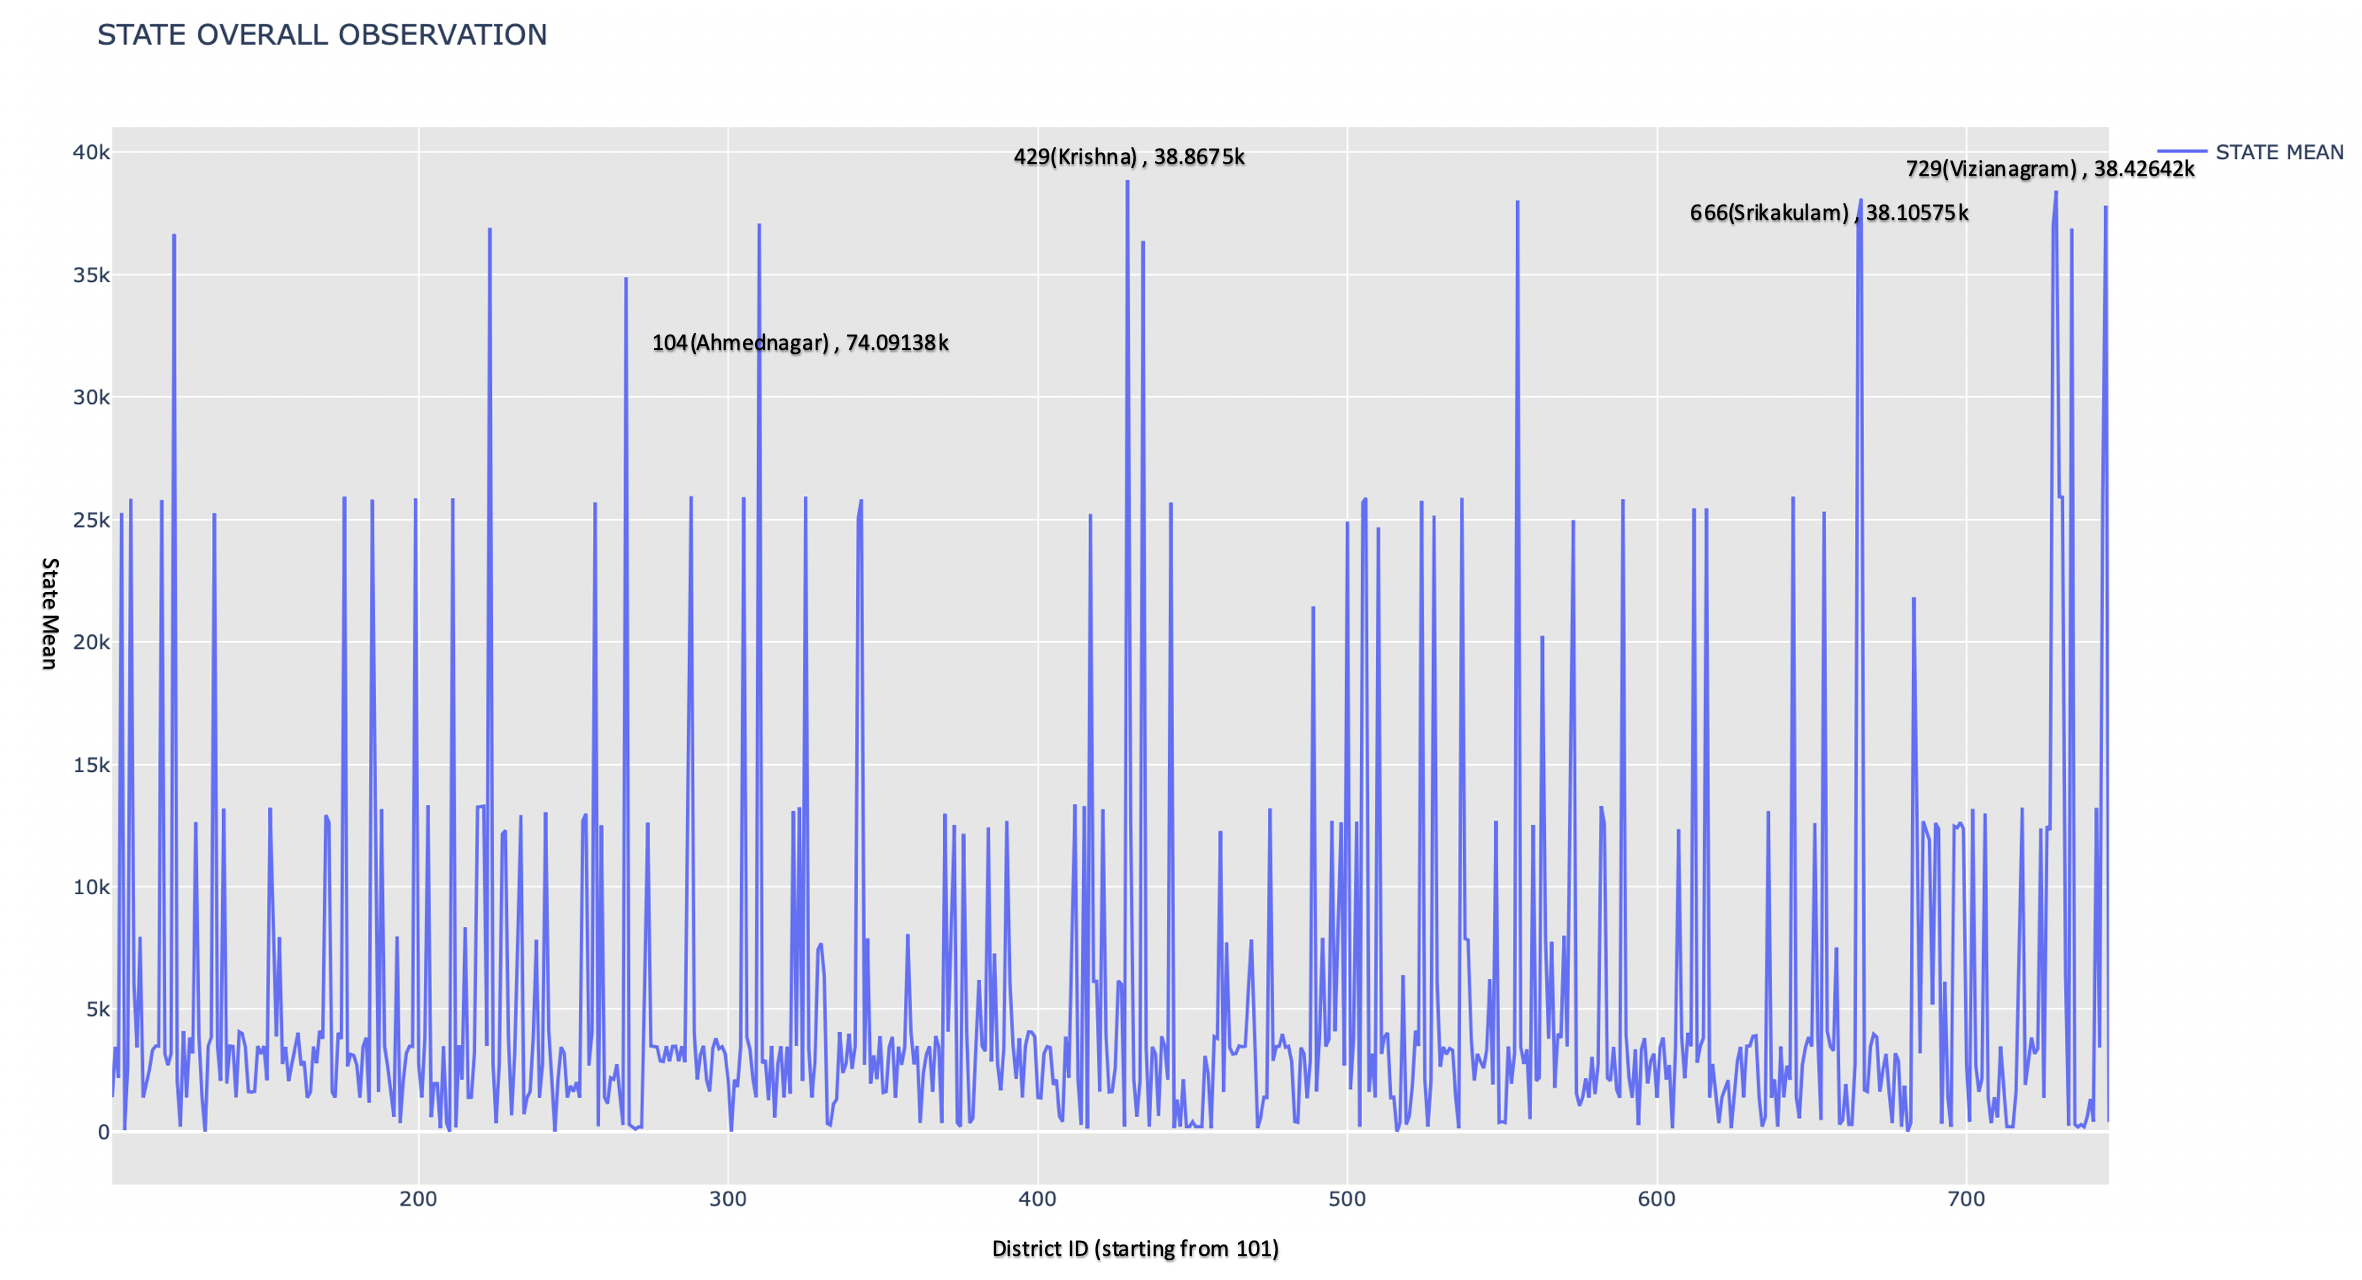 STATE OVERALL OBSERVATION
40k
35k
30k
25k
20k
15k
10k
5k
0
State Mean
429(Krishna) , 38.8675k
729(Vizianagram) , 38.42642k
666(Srikakulam) , 38.10575k
104(Ahmednagar) , 74.09138k
STATE MEAN
200
300
400
500
600
700
District ID (starting from 101)